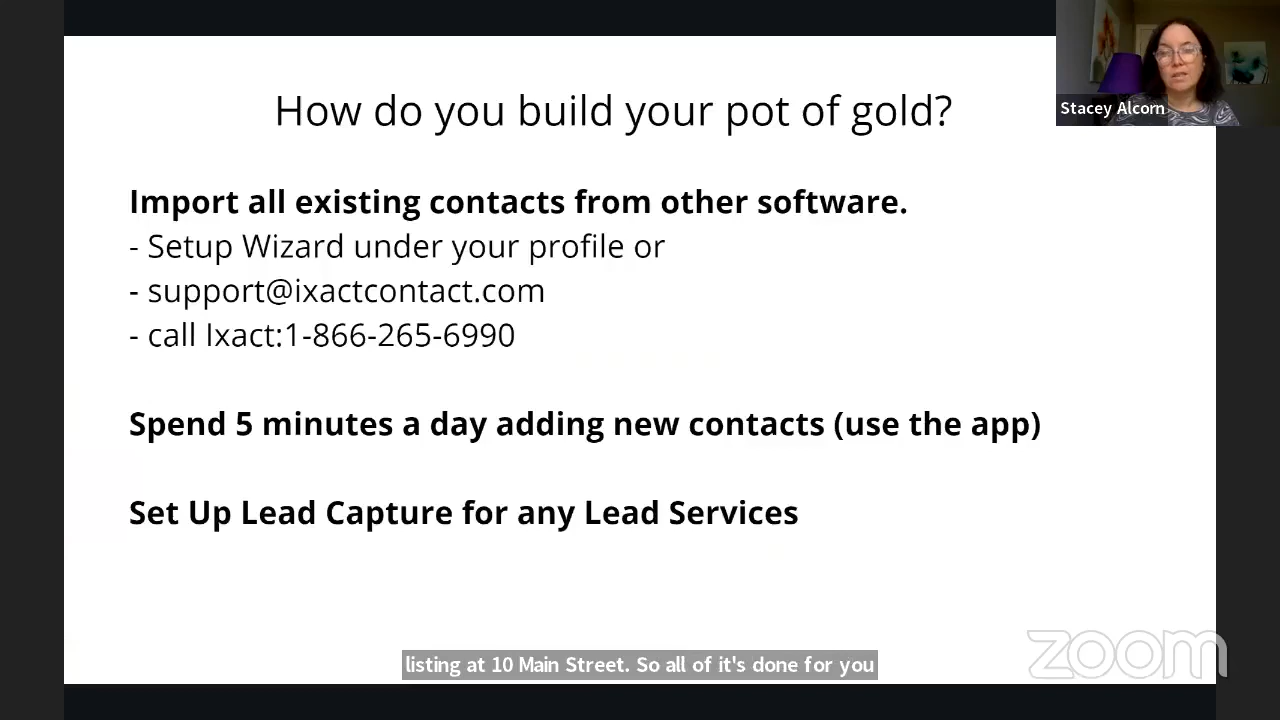 How do you build your pot of gold?
Stacey Alcorn
Import all existing contacts from other software.
- Setup Wizard under your profile or
- support@ixactcontact.com
- call Ixact:1-866-265-6990
Spend 5 minutes a day adding new contacts (use the app)
Set Up Lead Capture for any Lead Services
listing at 10 Main Street. So all of it's done for you
zoom